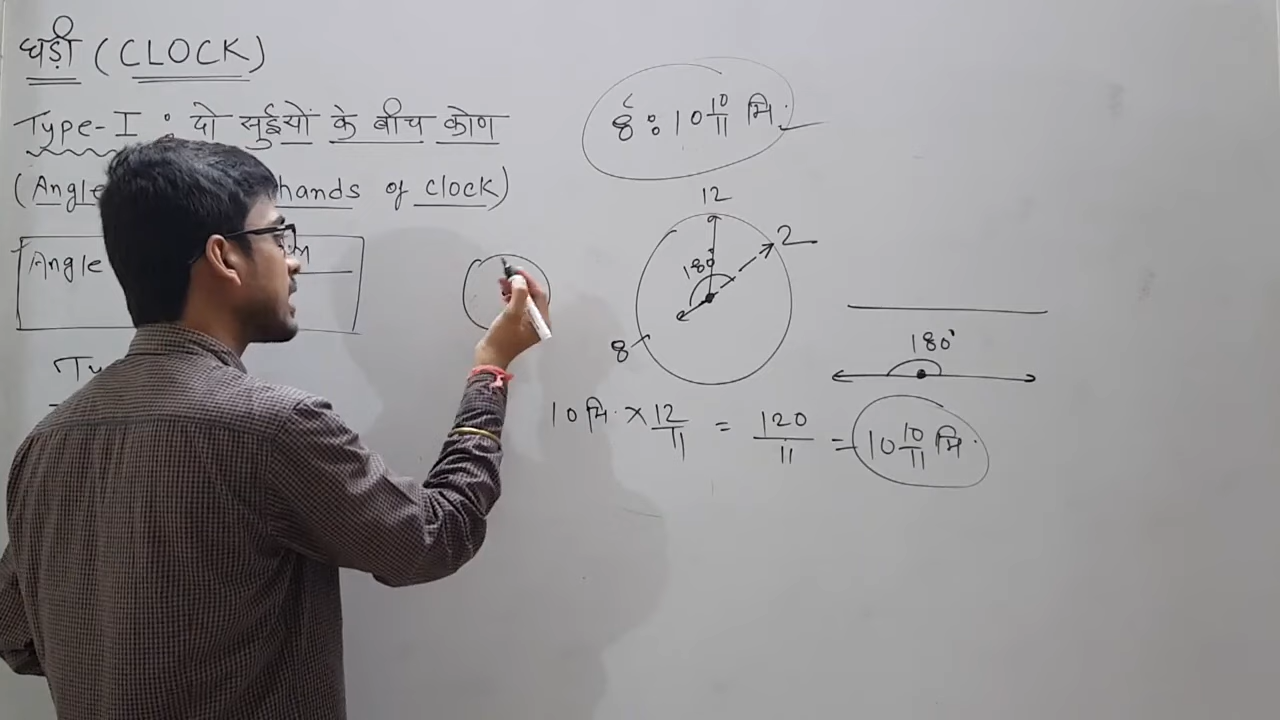 घड़ी (CLOCK)
Type-I : दो सुईयों के बीच कोण
(Angle hands of clock)
Angle
8 : 10 10/11 मि.
12
2
180°
8
180°
10 मि. × 12/11 = 120/11 = 10 10/11 मि.